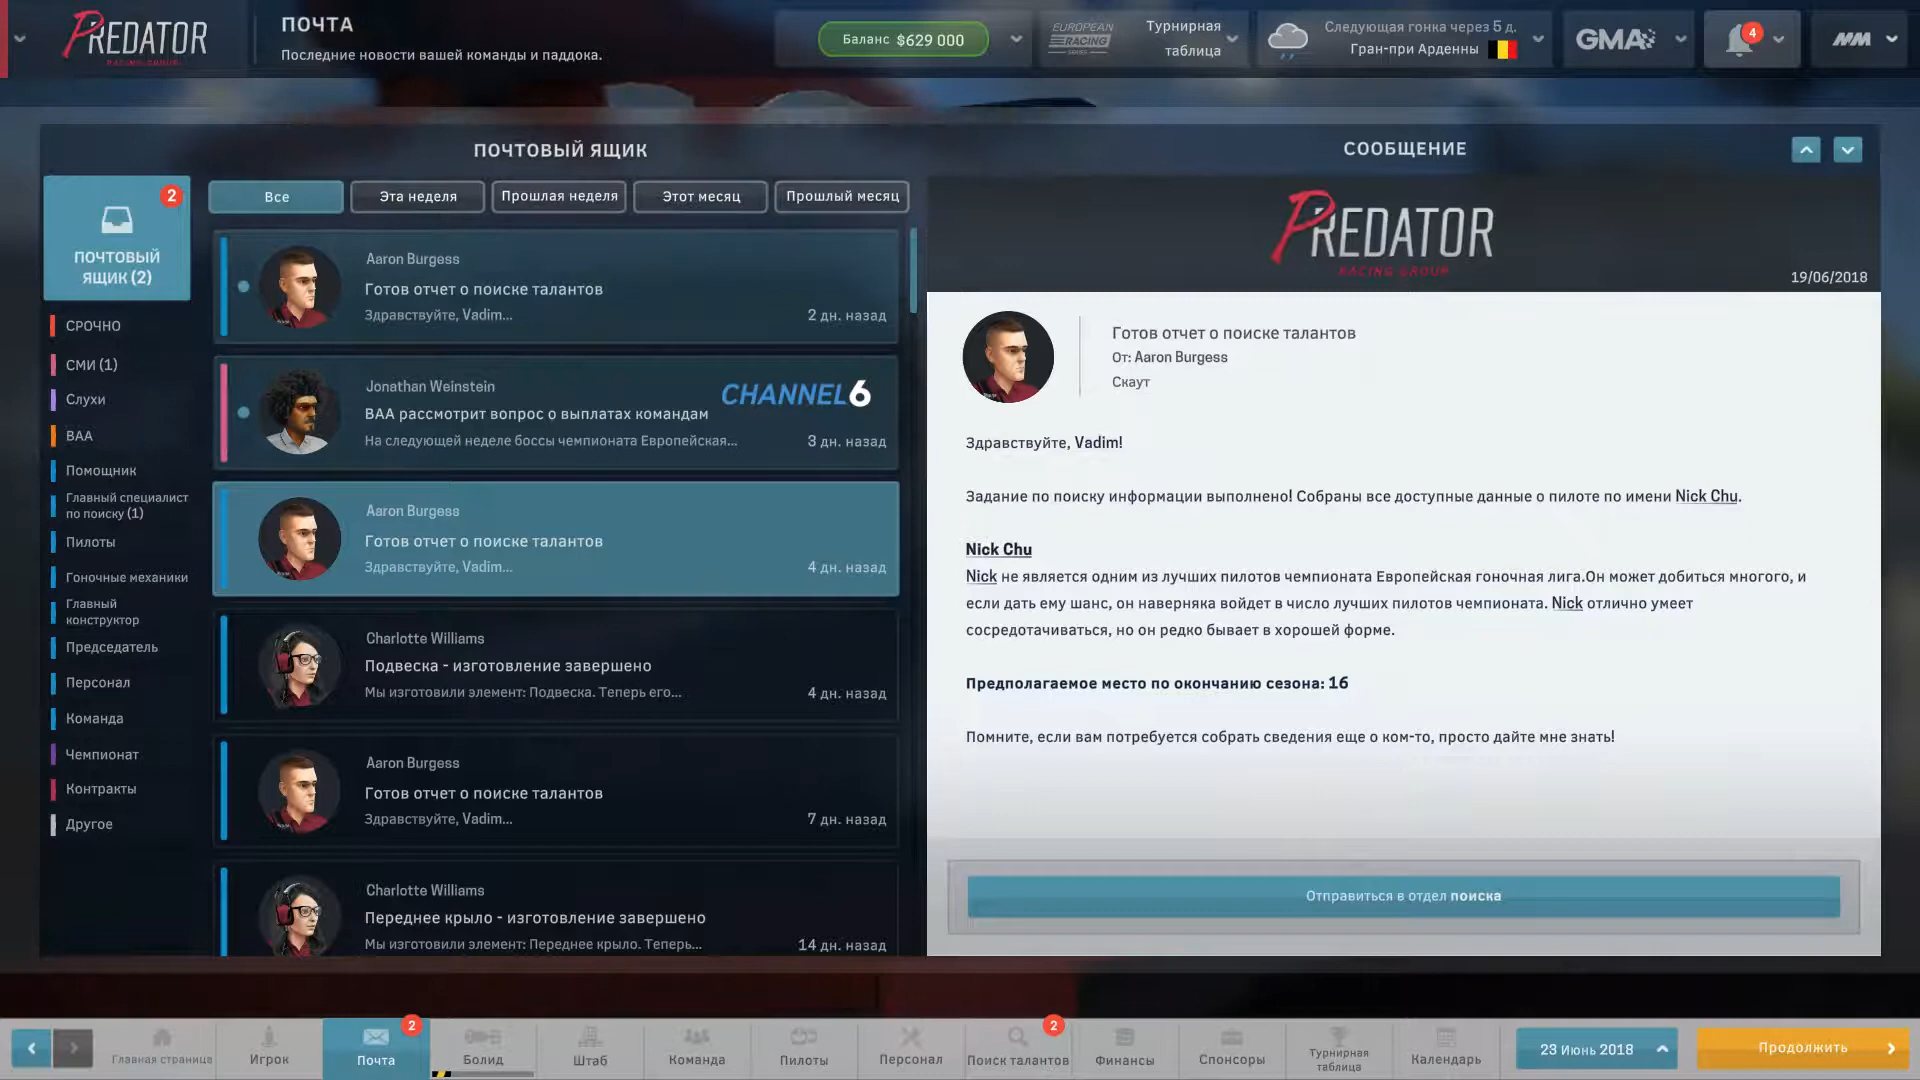 PREDATOR
RACING GROUP
ПОЧТА
Последние новости вашей команды и паддока.
Баланс $629 000
EUROPEAN
RACING
SERIES
Турнирная
таблица
Следующая гонка через 5 д.
Гран-при Арденны
GMA
4
ПОЧТОВЫЙ ЯЩИК
СООБЩЕНИЕ
2
ПОЧТОВЫЙ
ЯЩИК (2)
СРОЧНО
СМИ (1)
Слухи
ВАА
Помощник
Главный специалист
по поиску (1)
Пилоты
Гоночные механики
Главный
конструктор
Председатель
Персонал
Команда
Чемпионат
Контракты
Другое
Все
Эта неделя
Прошлая неделя
Этот месяц
Прошлый месяц
Aaron Burgess
Готов отчет о поиске талантов
Здравствуйте, Vadim...
2 дн. назад
Jonathan Weinstein
CHANNEL6
ВАА рассмотрит вопрос о выплатах командам
На следующей неделе боссы чемпионата Европейская...
3 дн. назад
Aaron Burgess
Готов отчет о поиске талантов
Здравствуйте, Vadim...
4 дн. назад
Charlotte Williams
Подвеска - изготовление завершено
Мы изготовили элемент: Подвеска. Теперь его...
4 дн. назад
Aaron Burgess
Готов отчет о поиске талантов
Здравствуйте, Vadim...
7 дн. назад
Charlotte Williams
Переднее крыло - изготовление завершено
Мы изготовили элемент: Переднее крыло. Теперь...
14 дн. назад
PREDATOR
RACING GROUP
19/06/2018
Готов отчет о поиске талантов
От: Aaron Burgess
Скаут
Здравствуйте, Vadim!
Задание по поиску информации выполнено! Собраны все доступные данные о пилоте по имени Nick Chu.
Nick Chu
Nick не является одним из лучших пилотов чемпионата Европейская гоночная лига.Он может добиться многого, и
если дать ему шанс, он наверняка войдет в число лучших пилотов чемпионата. Nick отлично умеет
сосредотачиваться, но он редко бывает в хорошей форме.
Предполагаемое место по окончанию сезона: 16
Помните, если вам потребуется собрать сведения еще о ком-то, просто дайте мне знать!
Отправиться в отдел поиска
Главная страница
Игрок
2
Почта
Болид
Штаб
Команда
Пилоты
Персонал
2
Поиск талантов
Финансы
Спонсоры
Турнирная
таблица
Календарь
23 Июнь 2018
Продолжить